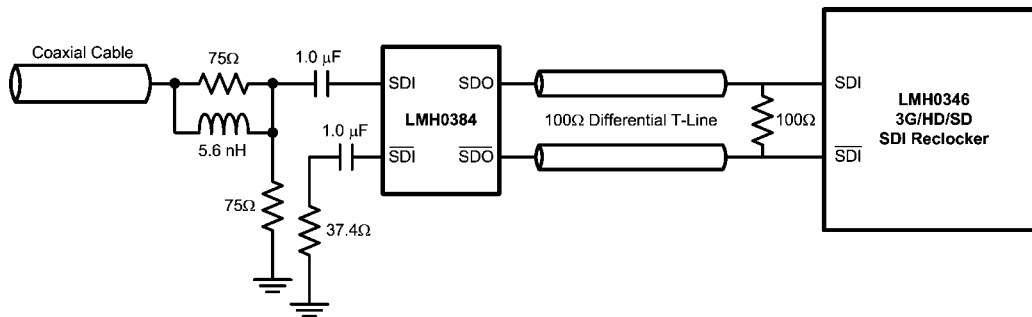 Coaxial Cable
75Ω
5.6 nH
75Ω
1.0 µF
1.0 µF
37.4Ω
SDI
SDI
LMH0384
SDO
SDO
100Ω Differential T-Line
100Ω
SDI
SDI
LMH0346
3G/HD/SD
SDI Reclocker